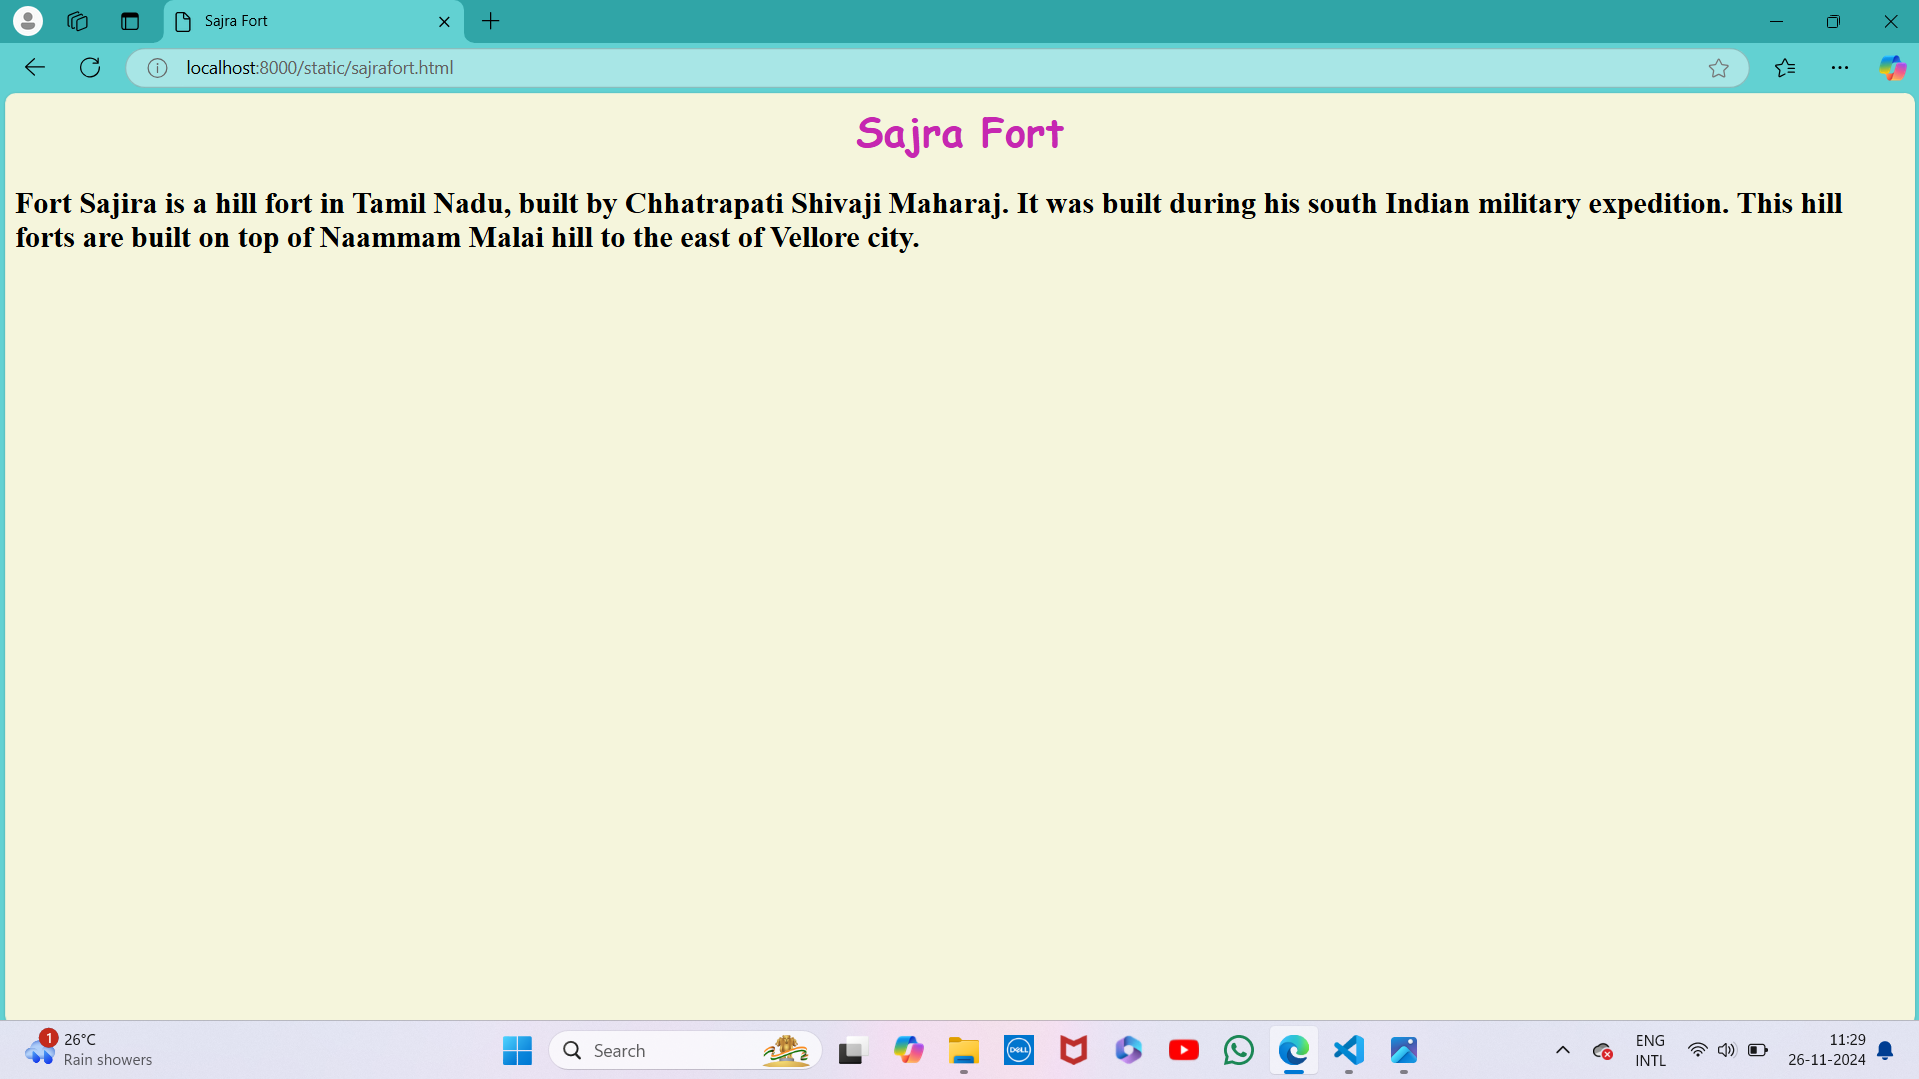 Sajra Fort
localhost:8000/static/sajrafort.html
Sajra Fort
Fort Sajira is a hill fort in Tamil Nadu, built by Chhatrapati Shivaji Maharaj. It was built during his south Indian military expedition. This hill
forts are built on top of Naammam Malai hill to the east of Vellore city.
1
26°C
Rain showers
Search
DELL
ENG
INTL
11:29
26-11-2024